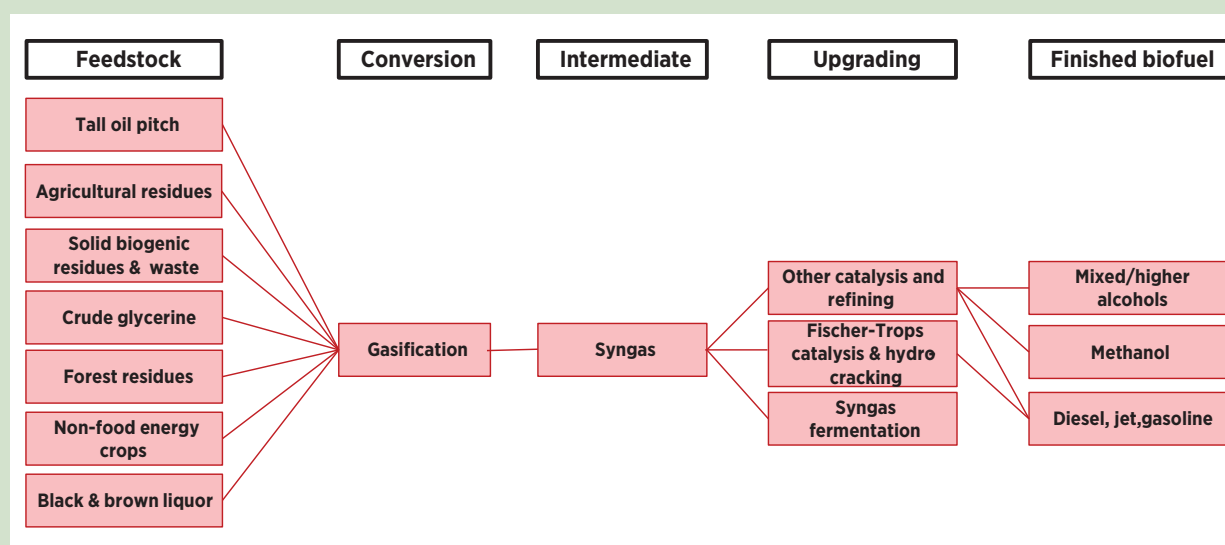 Feedstock
Conversion
Intermediate
Upgrading
Finished biofuel
Tall oil pitch
Agricultural residues
Solid biogenic
residues & waste
Crude glycerine
Forest residues
Non-food energy
crops
Black & brown liquor
Gasification
Syngas
Other catalysis and
refining
Fischer-Trops
catalysis & hydro
cracking
Syngas
fermentation
Mixed/higher
alcohols
Methanol
Diesel, jet,gasoline